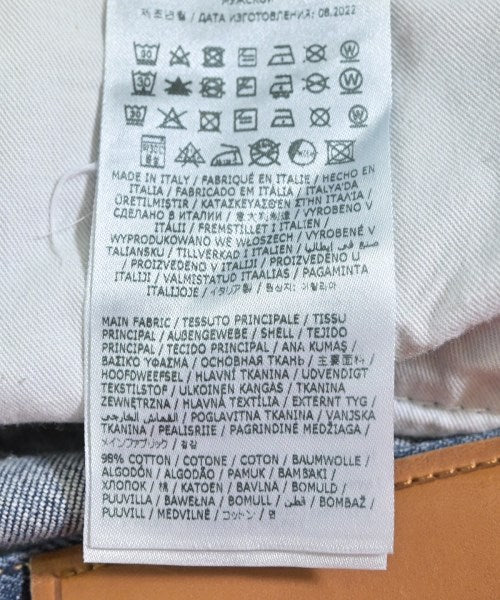 РУЖСКОЙ
제조년월 / ДАТА ИЗГОТОВЛЕНИЯ: 08.2022
MADE IN ITALY / FABRIQUÉ EN ITALIE / HECHO EN
ITALIA / FABRICADO EM ITÁLIA / ITALYA'DA
ÜRETILMIŞTIR / ΚΑΤΑΣΚΕΥΑΣΘΕΝ ΣΤΗΝ ΙΤΑΛΙΑ /
СДЕЛАНО В ИТАЛИИ / 意大利制造 / VYROBENO V
ITÁLII / FREMSTILLET I ITALIEN /
WYPRODUKOWANO WE WŁOSZECH / VYROBENÉ V
TALIANSKU / TILLVERKAD I ITALIEN / صنع في إيطاليا
/ PROIZVEDENO V ITALIJI / PROIZVEDENO U
ITALIJI / VALMISTATUD ITAALIAS / PAGAMINTA
ITALIJOJE / イタリア製 / 원산지: 이탈리아
MAIN FABRIC / TESSUTO PRINCIPALE / TISSU
PRINCIPAL / AUßENGEWEBE / SHELL / TEJIDO
PRINCIPAL / TECIDO PRINCIPAL / ANA KUMAŞ /
ΒΑΣΙΚΟ ΥΦΑΣΜΑ / ОСНОВНАЯ ТКАНЬ / 主要面料 /
HOOFDWEEFSEL / HLAVNÍ TKANINA / UDVENDIGT
TEKSTILSTOF / ULKOINEN KANGAS / TKANINA
ZEWNĘTRZNA / HLAVNÁ TEXTÍLIA / EXTERNT TYG /
القماش الخارجي / POGLAVITNA TKANINA / VANJSKA
TKANINA / PEALISRIIE / PAGRINDINĖ MEDŽIAGA /
メインファブリック / 겉감
98% COTTON / COTONE / COTON / BAUMWOLLE /
ALGODÓN / ALGODÃO / PAMUK / ΒΑΜΒΑΚΙ /
ХЛОПОК / 棉 / KATOEN / BAVLNA / BOMULD /
PUUVILLA / BAWEŁNA / BOMULL / قطن / BOMBAŽ /
PUUVILL / MEDVILNĖ / コットン / 면